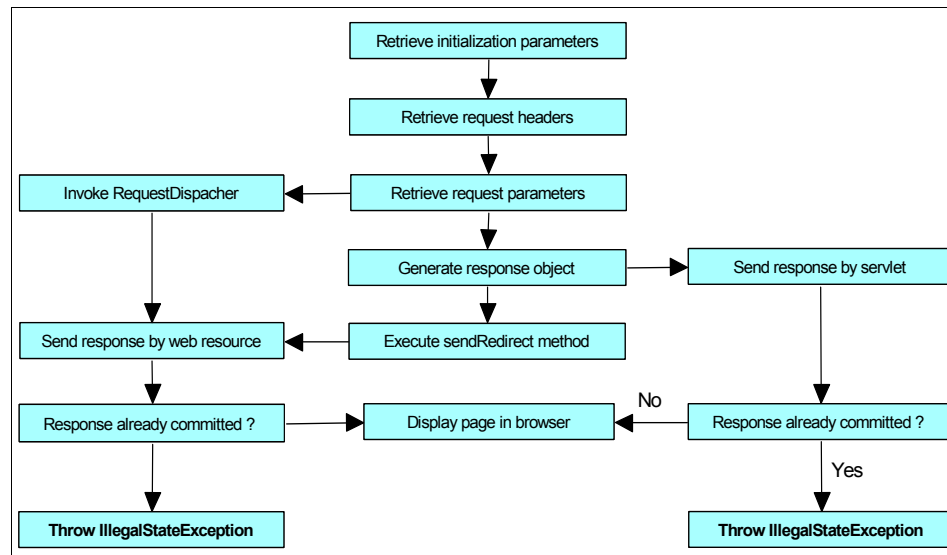 Retrieve initialization parameters
Retrieve request headers
Invoke RequestDispacher
Retrieve request parameters
Generate response object
Send response by servlet
Send response by web resource
Execute sendRedirect method
No
Response already committed ?
Display page in browser
Response already committed ?
Yes
Throw IllegalStateException
Throw IllegalStateException